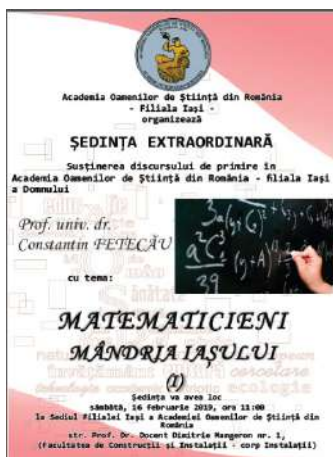 Academia Oamenilor de Știință din România
- Filiala Iași -
organizează
ȘEDINȚA EXTRAORDINARĂ
Susținerea discursului de primire în
Academia Oamenilor de Știință din România - filiala Iași
a Domnului
Prof. univ. dr.
Constantin FETECĂU
cu tema:
MATEMATICIENI
MÂNDRIA IAȘULUI
(I)
Ședința va avea loc
sâmbătă, 16 februarie 2019, ora 11:00
la Sediul Filialei Iași a Academiei Oamenilor de Știință din
România
str. Prof. Dr. Docent Dimitrie Mangeron nr. 1,
(Facultatea de Construcții și Instalații - corp Instalații)